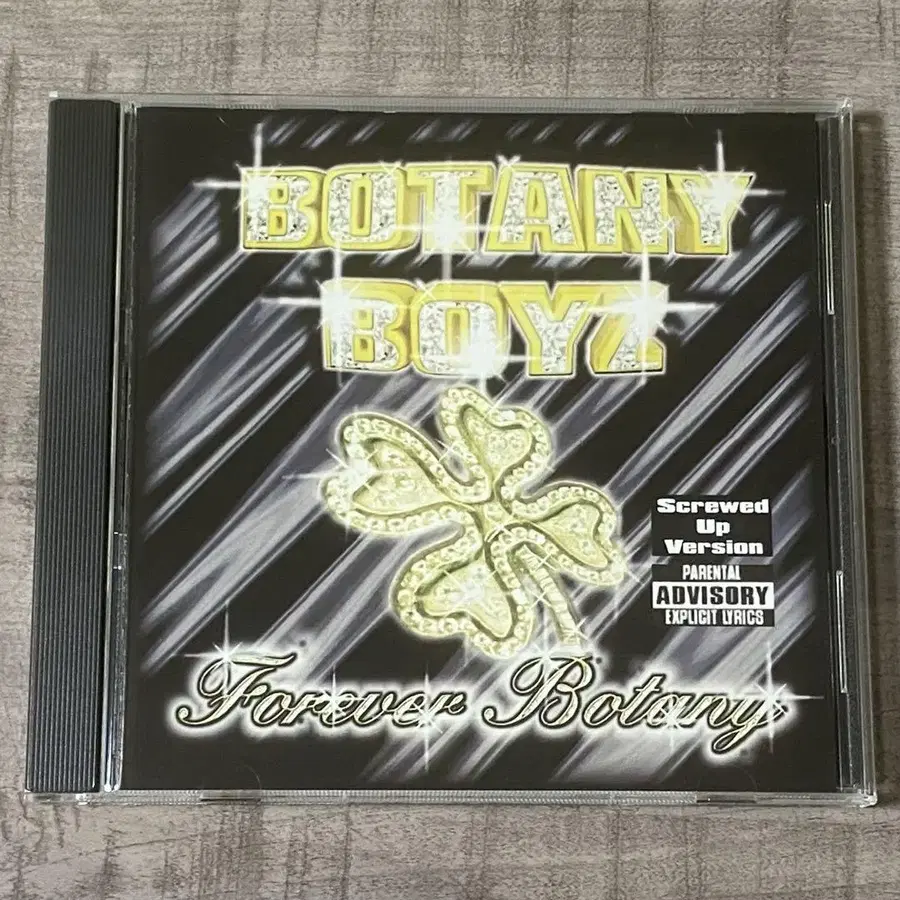 BOTANY
BOYZ
Screwed
Up
Version
PARENTAL
ADVISORY
EXPLICIT LYRICS
Forever Botany